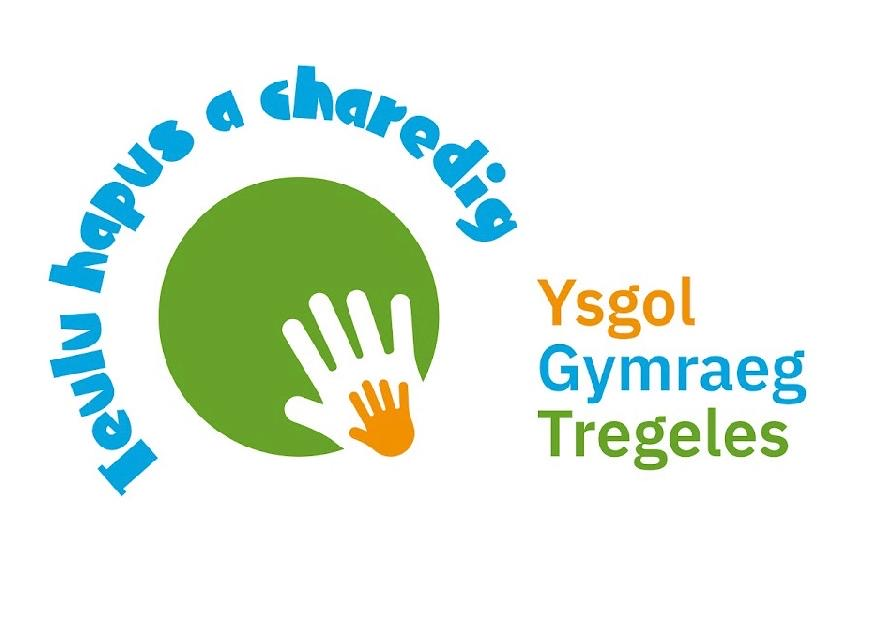 Teulu hapus a charedig
Ysgol
Gymraeg
Tregeles